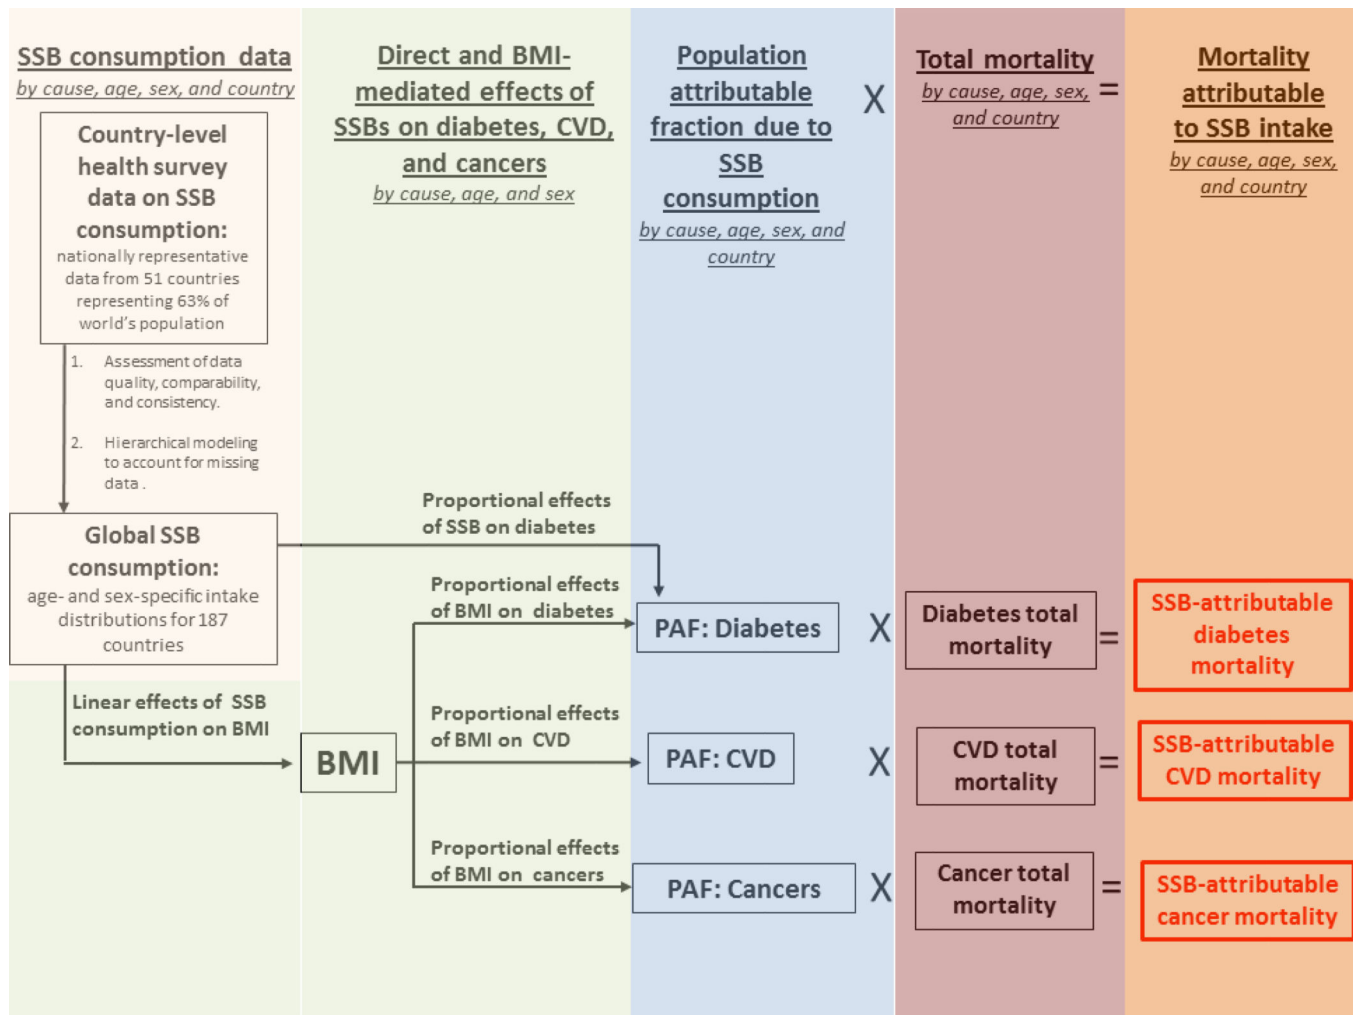 SSB consumption data
by cause, age, sex, and country
Country-level
health survey
data on SSB
consumption:
nationally representative
data from 51 countries
representing 63% of
world's population
1. Assessment of data
quality, comparability,
and consistency.
2. Hierarchical modeling
to account for missing
data .
Global SSB
consumption:
age- and sex-specific intake
distributions for 187
countries
Linear effects of SSB
consumption on BMI
Direct and BMI-
mediated effects of
SSBs on diabetes, CVD,
and cancers
by cause, age, and sex
Proportional effects
of SSB on diabetes
Proportional effects
of BMI on diabetes
BMI
Proportional effects
of BMI on CVD
Proportional effects
of BMI on cancers
Population
attributable
fraction due to
SSB
consumption
by cause, age, sex, and
country
X
Total mortality
by cause, age, sex,
and country
=
Mortality
attributable
to SSB intake
by cause, age, sex,
and country
PAF: Diabetes
X
Diabetes total
mortality
=
SSB-attributable
diabetes
mortality
PAF: CVD
X
CVD total
mortality
=
SSB-attributable
CVD mortality
PAF: Cancers
X
Cancer total
mortality
=
SSB-attributable
cancer mortality